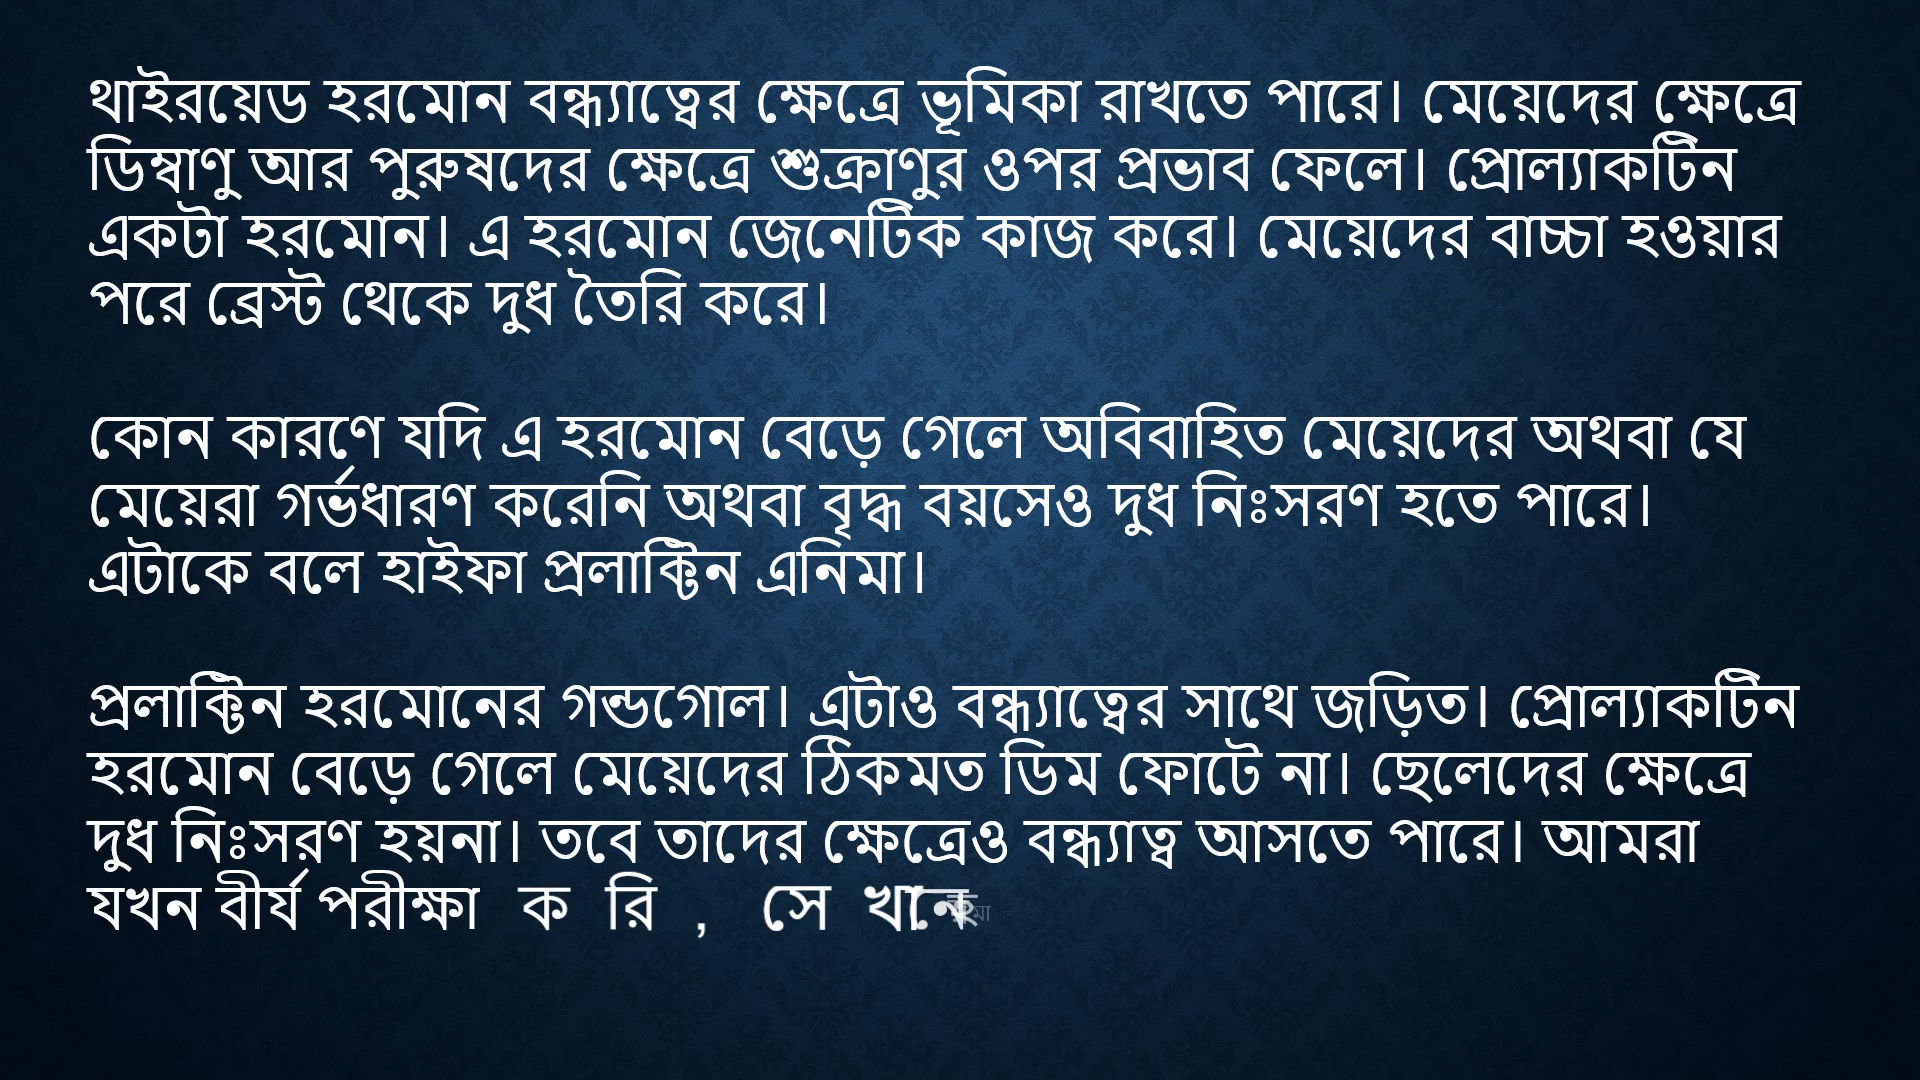 থাইরয়েড হরমোন বন্ধ্যাত্বের ক্ষেত্রে ভূমিকা রাখতে পারে। মেয়েদের ক্ষেত্রে
ডিম্বাণু আর পুরুষদের ক্ষেত্রে শুক্রাণুর ওপর প্রভাব ফেলে। প্রোল্যাকটিন
একটা হরমোন। এ হরমোন জেনেটিক কাজ করে। মেয়েদের বাচ্চা হওয়ার
পরে ব্রেস্ট থেকে দুধ তৈরি করে।
কোন কারণে যদি এ হরমোন বেড়ে গেলে অবিবাহিত মেয়েদের অথবা যে
মেয়েরা গর্ভধারণ করেনি অথবা বৃদ্ধ বয়সেও দুধ নিঃসরণ হতে পারে।
এটাকে বলে হাইফা প্রলাক্টিন এনিমা।
প্রলাক্টিন হরমোনের গন্ডগোল। এটাও বন্ধ্যাত্বের সাথে জড়িত। প্রোল্যাকটিন
হরমোন বেড়ে গেলে মেয়েদের ঠিকমত ডিম ফোটে না। ছেলেদের ক্ষেত্রে
দুধ নিঃসরণ হয়না। তবে তাদের ক্ষেত্রেও বন্ধ্যাত্ব আসতে পারে। আমরা
যখন বীর্য পরীক্ষা করি, সেখানে